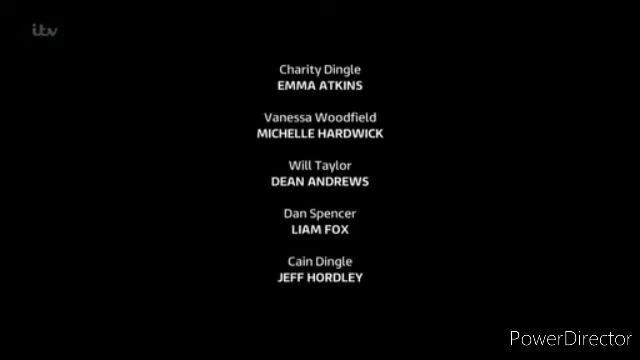 itv
Charity Dingle
EMMA ATKINS
Vanessa Woodfield
MICHELLE HARDWICK
Will Taylor
DEAN ANDREWS
Dan Spencer
LIAM FOX
Cain Dingle
JEFF HORDLEY
PowerDirector